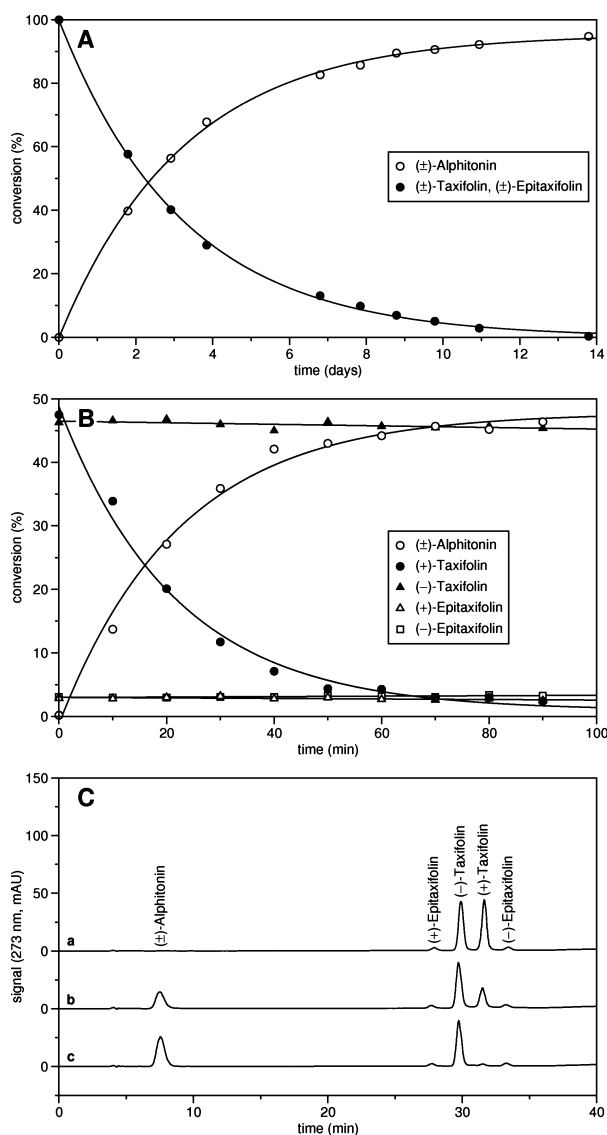 A
100
80
60
40
20
0
conversion (%)
(±)-Alphitonin
(±)-Taxifolin, (±)-Epitaxifolin
0 2 4 6 8 10 12 14
time (days)
B
50
40
30
20
10
0
conversion (%)
(±)-Alphitonin
(+)-Taxifolin
(−)-Taxifolin
(+)-Epitaxifolin
(−)-Epitaxifolin
0 20 40 60 80 100
time (min)
C
150
100
50
0
0
0
signal (273 nm, mAU)
(±)-Alphitonin
(+)-Epitaxifolin
(−)-Taxifolin
(+)-Taxifolin
(−)-Epitaxifolin
a
b
c
0 10 20 30 40
time (min)